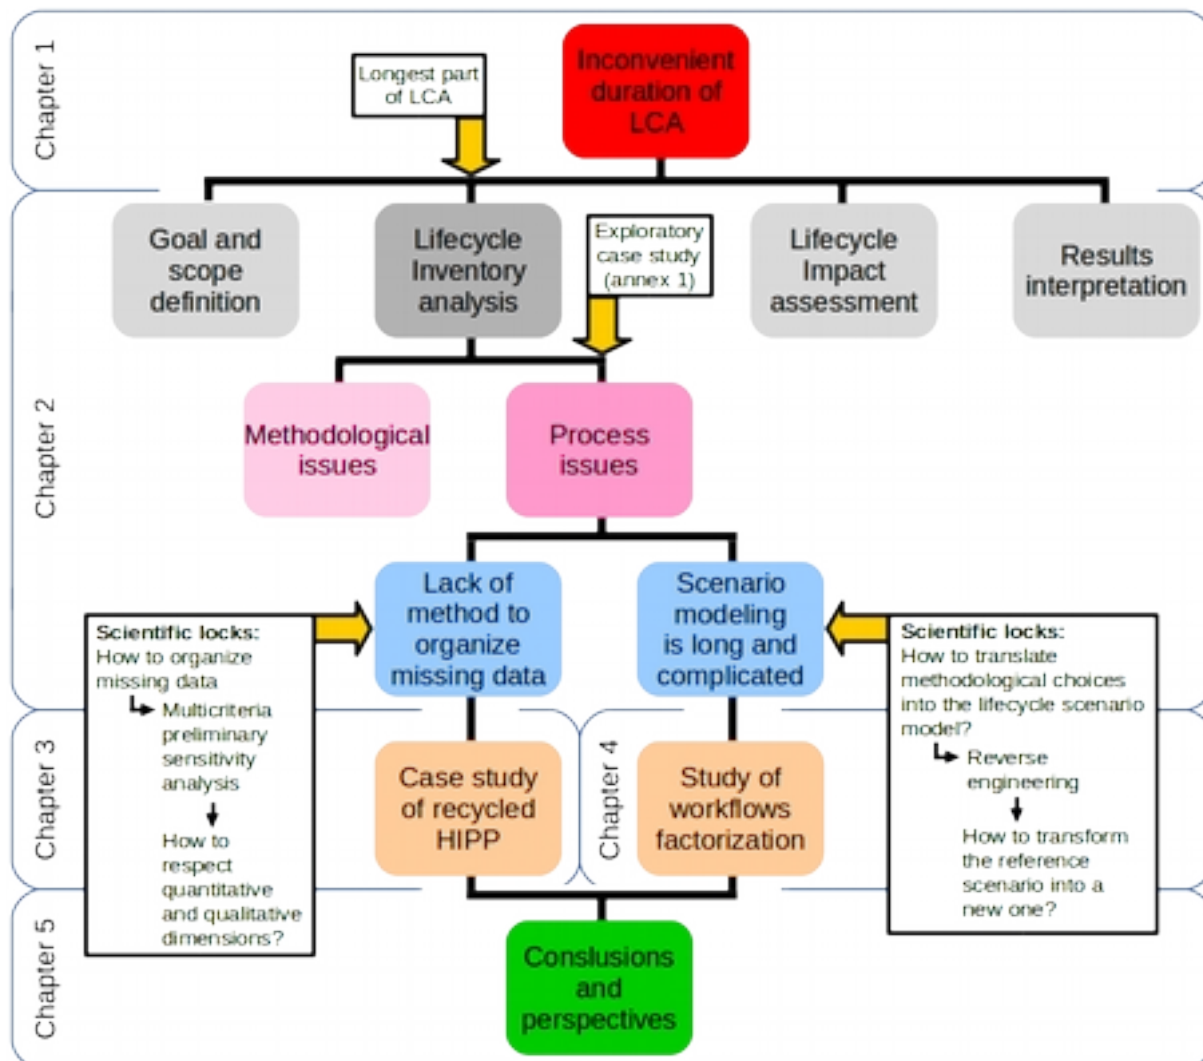 Chapter 1
Longest part
of LCA
Inconvenient
duration of
LCA
Chapter 2
Goal and
scope
definition
Lifecycle
Inventory
analysis
Exploratory
case study
(annex 1)
Lifecycle
Impact
assessment
Results
interpretation
Methodological
issues
Process
issues
Lack of
method to
organize
missing data
Scenario
modeling
is long and
complicated
Scientific locks:
How to organize
missing data
Multicriteria
preliminary
sensitivity
analysis
How to
respect
quantitative
and qualitative
dimensions?
Scientific locks:
How to translate
methodological choices
into the lifecycle scenario
model?
Reverse
engineering
How to transform
the reference
scenario into a
new one?
Chapter 3
Case study
of recycled
HIPP
Chapter 4
Study of
workflows
factorization
Chapter 5
Conslusions
and
perspectives